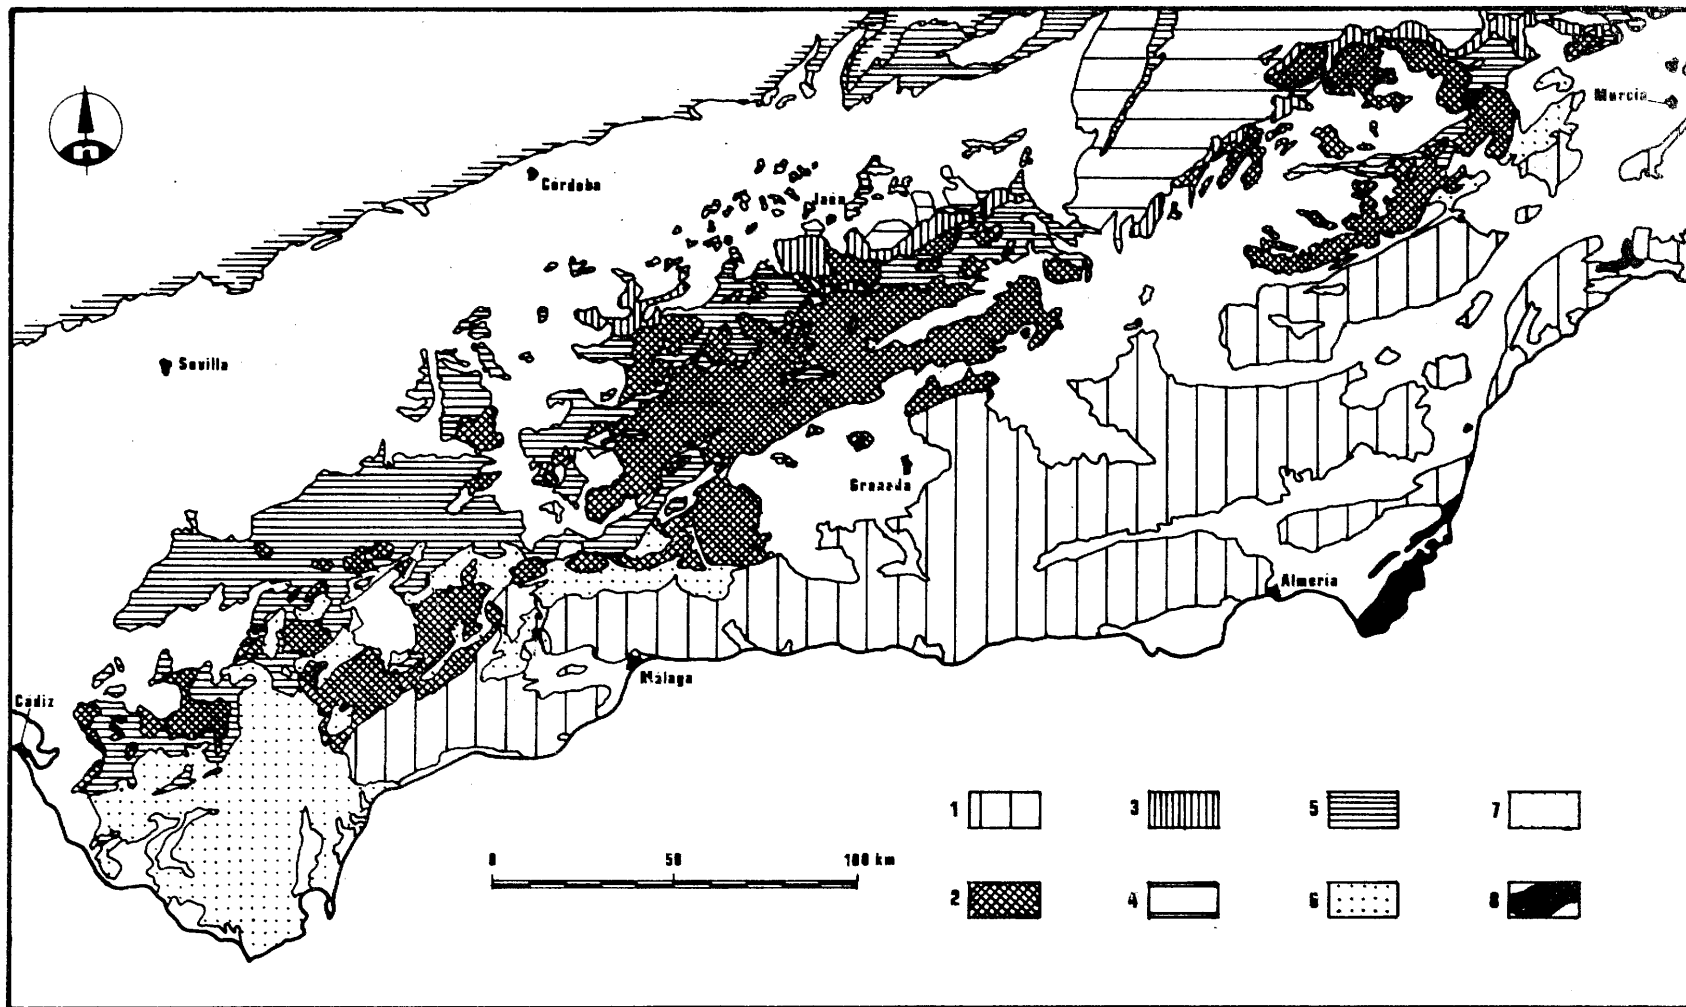 Murcia
n
Córdoba
Jaén
Sevilla
Granada
Almería
Málaga
Cádiz
1 3 5 7
0 50 100 km
2 4 6 8